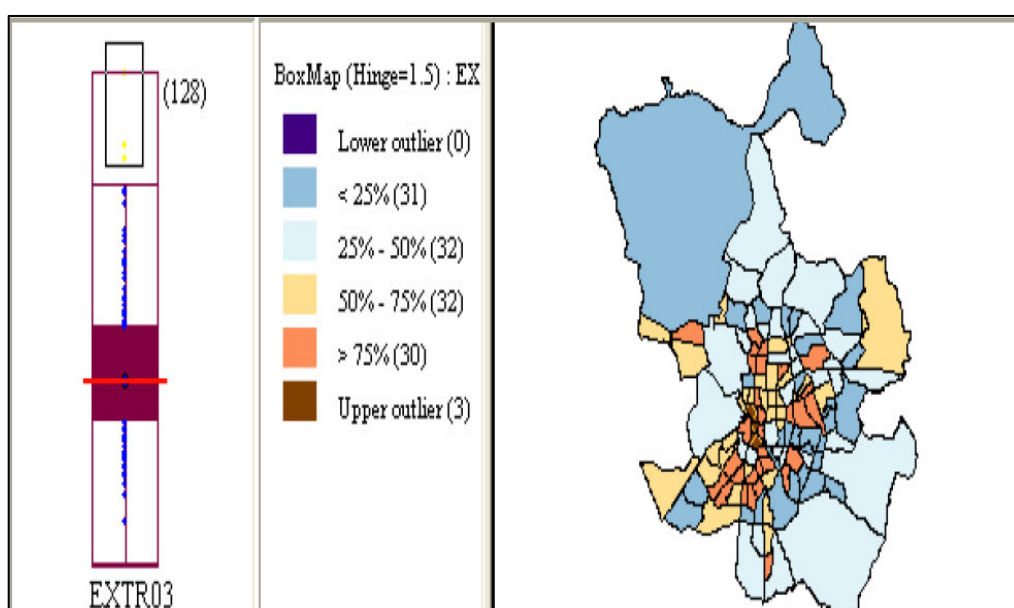 (128)
EXTR03
BoxMap (Hinge=1.5) : EX
Lower outlier (0)
< 25% (31)
25% - 50% (32)
50% - 75% (32)
> 75% (30)
Upper outlier (3)